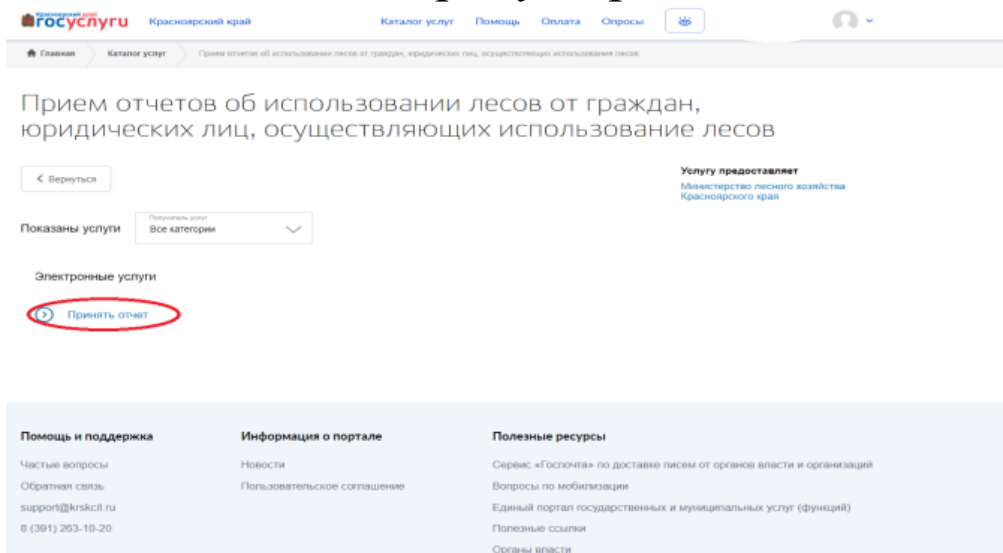 Красноярский край
госуслуги Красноярский край Каталог услуг Помощь Оплата Опросы
Главная Каталог услуг Прием отчетов об использовании лесов от граждан, юридических лиц, осуществляющих использование лесов
Прием отчетов об использовании лесов от граждан,
юридических лиц, осуществляющих использование лесов
Вернуться
Услугу предоставляет
Министерство лесного хозяйства
Красноярского края
Получатель услуг
Показаны услуги Все категории
Электронные услуги
Принять отчет
Помощь и поддержка Информация о портале Полезные ресурсы
Частые вопросы Новости Сервис «Госпочта» по доставке писем от органов власти и организаций
Обратная связь Пользовательское соглашение Вопросы по мобилизации
support@krskcit.ru Единый портал государственных и муниципальных услуг (функций)
8 (391) 263-10-20 Полезные ссылки
Органы власти